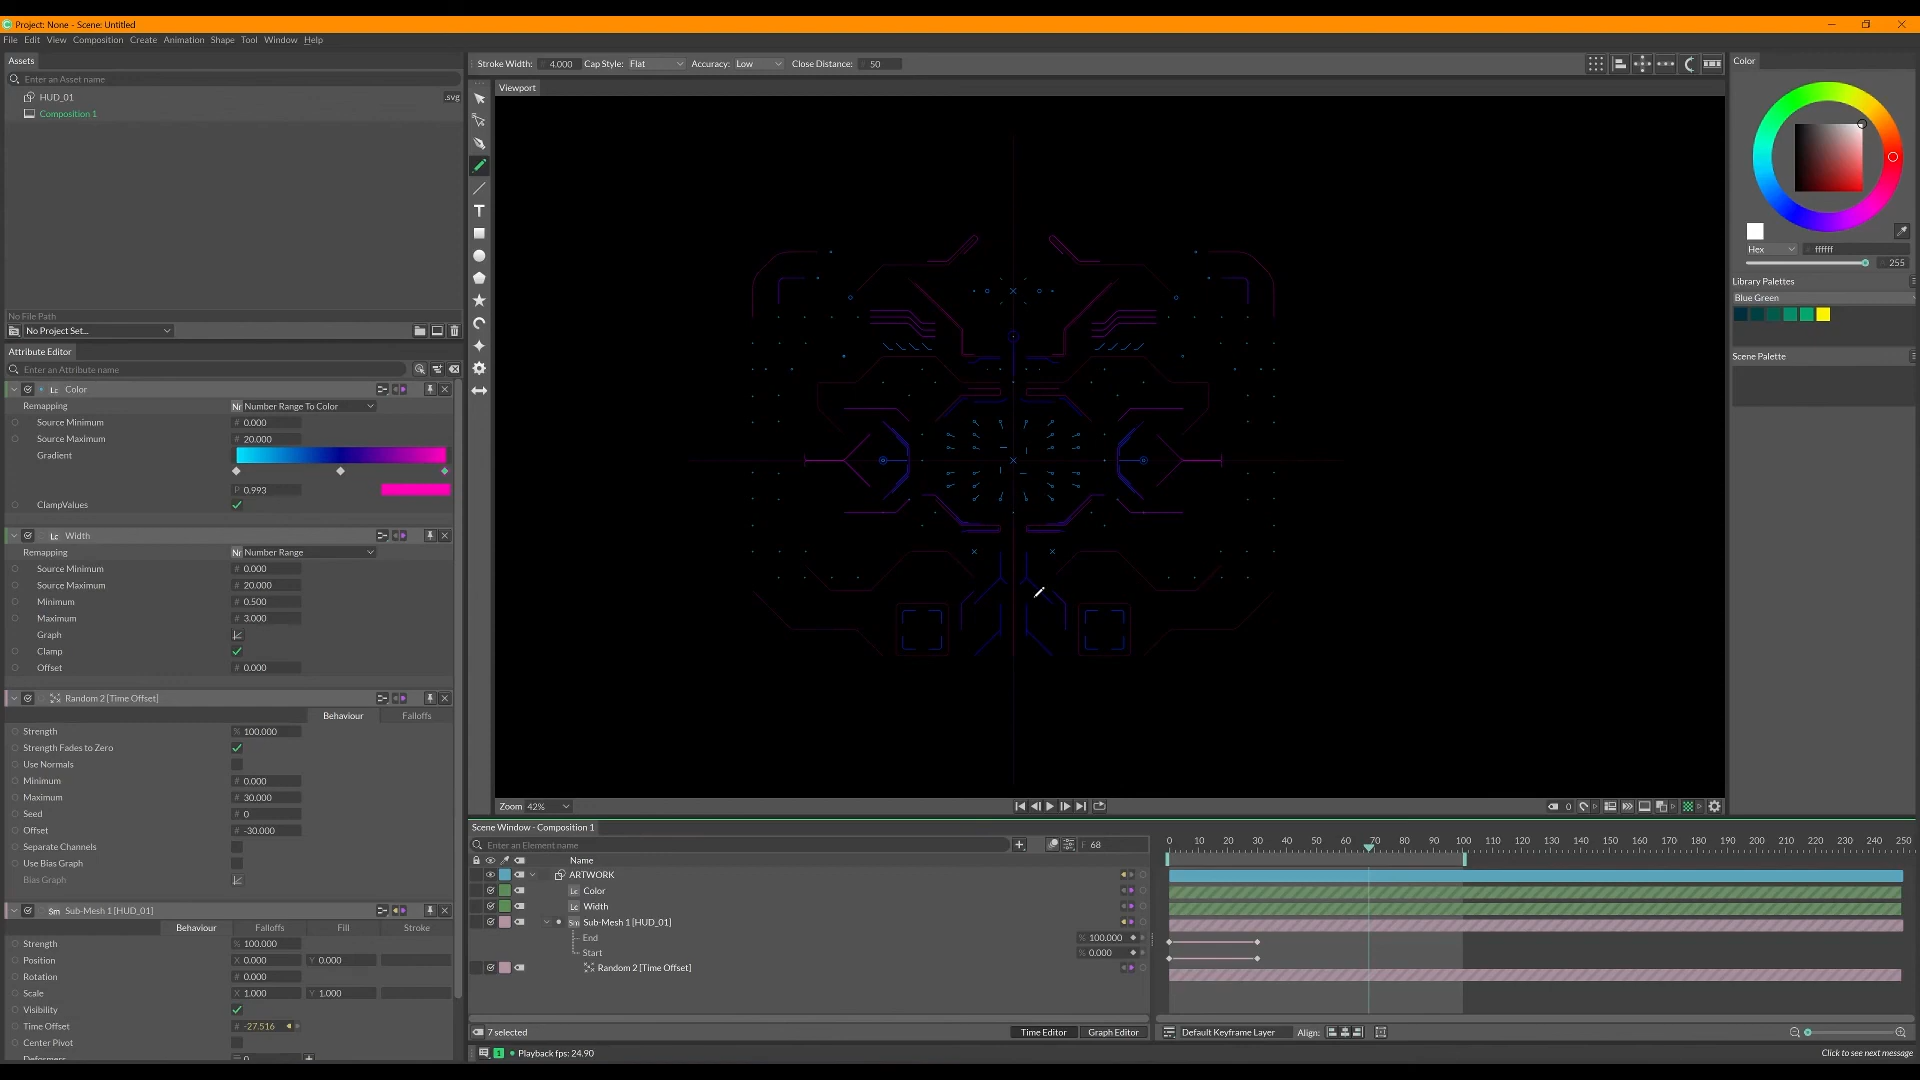 Project: None - Scene: Untitled
File Edit View Composition Create Animation Shape Tool Window Help
Assets
Enter an Asset name
HUD_01 .svg
Composition 1
No File Path
No Project Set...
Attribute Editor
Enter an Attribute name
Lc Color
Remapping Nr Number Range To Color
Source Minimum # 0.000
Source Maximum # 20.000
Gradient
P 0.993
ClampValues
Lc Width
Remapping Nr Number Range
Source Minimum # 0.000
Source Maximum # 20.000
Minimum # 0.500
Maximum # 3.000
Graph
Clamp
Offset # 0.000
Random 2 [Time Offset]
Behaviour Falloffs
Strength % 100.000
Strength Fades to Zero
Use Normals
Minimum # 0.000
Maximum # 30.000
Seed # 0
Offset # -30.000
Separate Channels
Use Bias Graph
Bias Graph
Sm Sub-Mesh 1 [HUD_01]
Behaviour Falloffs Fill Stroke
Strength % 100.000
Position X 0.000 Y 0.000
Rotation # 0.000
Scale X 1.000 Y 1.000
Visibility
Time Offset # -27.516
Center Pivot
Deformers 0
Stroke Width: # 4.000 Cap Style: Flat Accuracy: Low Close Distance: # 50
Viewport
Zoom 42%
0
Scene Window - Composition 1
Enter an Element name F 68
Name
ARTWORK
Lc Color
Lc Width
Sm Sub-Mesh 1 [HUD_01]
End % 100.000
Start % 0.000
Random 2 [Time Offset]
0 10 20 30 40 50 60 70 80 90 100 110 120 130 140 150 160 170 180 190 200 210 220 230 240 250
7 selected Time Editor Graph Editor Default Keyframe Layer Align:
1 Playback fps: 24.90 Click to see next message
Color
Hex # ffffff
255
Library Palettes
Blue Green
Scene Palette